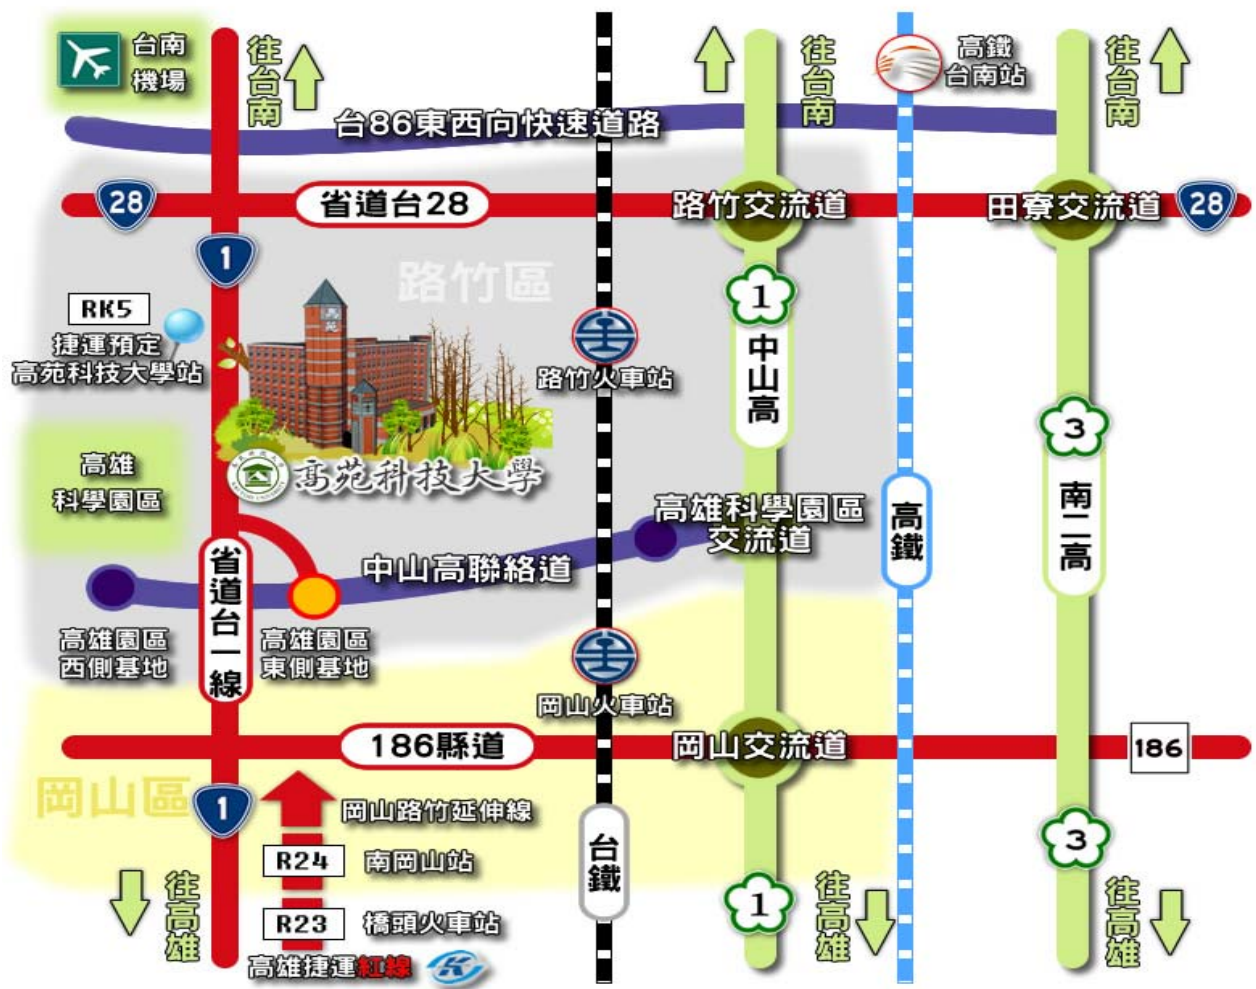 台南
機場
往台南
往台南
高鐵
台南站
往台南
台86東西向快速道路
28
省道台28
路竹交流道
田寮交流道
28
1
路竹區
RK5
捷運預定
高苑科技大學站
高苑
1
中山高
路竹火車站
3
高雄
科學園區
高苑科技大學
高雄科學園區
交流道
高鐵
南二高
省道台一線
中山高聯絡道
高雄園區
西側基地
高雄園區
東側基地
岡山火車站
186縣道
岡山交流道
186
岡山區
1
岡山路竹延伸線
3
R24
南岡山站
台鐵
往高雄
1
往高雄
往高雄
R23
橋頭火車站
高雄捷運紅線
K